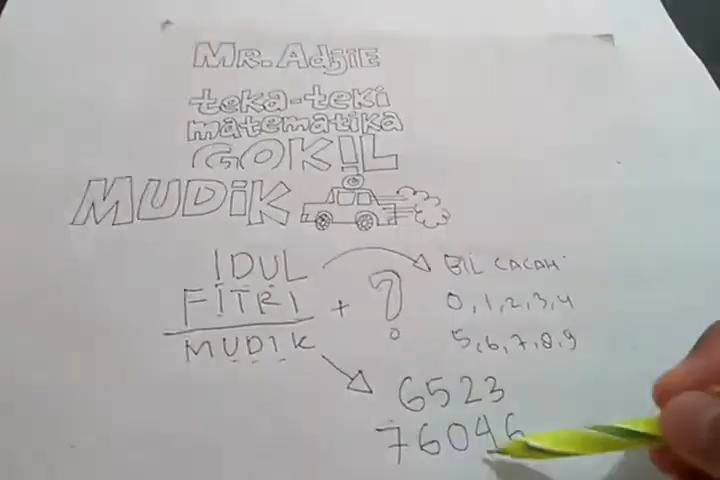 MR. ADJIE
teka-teki
matematika
GOKIL
MUDIK
IDUL
FITRI + ?
MUDIK
BIL CACAH
0, 1, 2, 3, 4
5, 6, 7, 8, 9
6523
76046